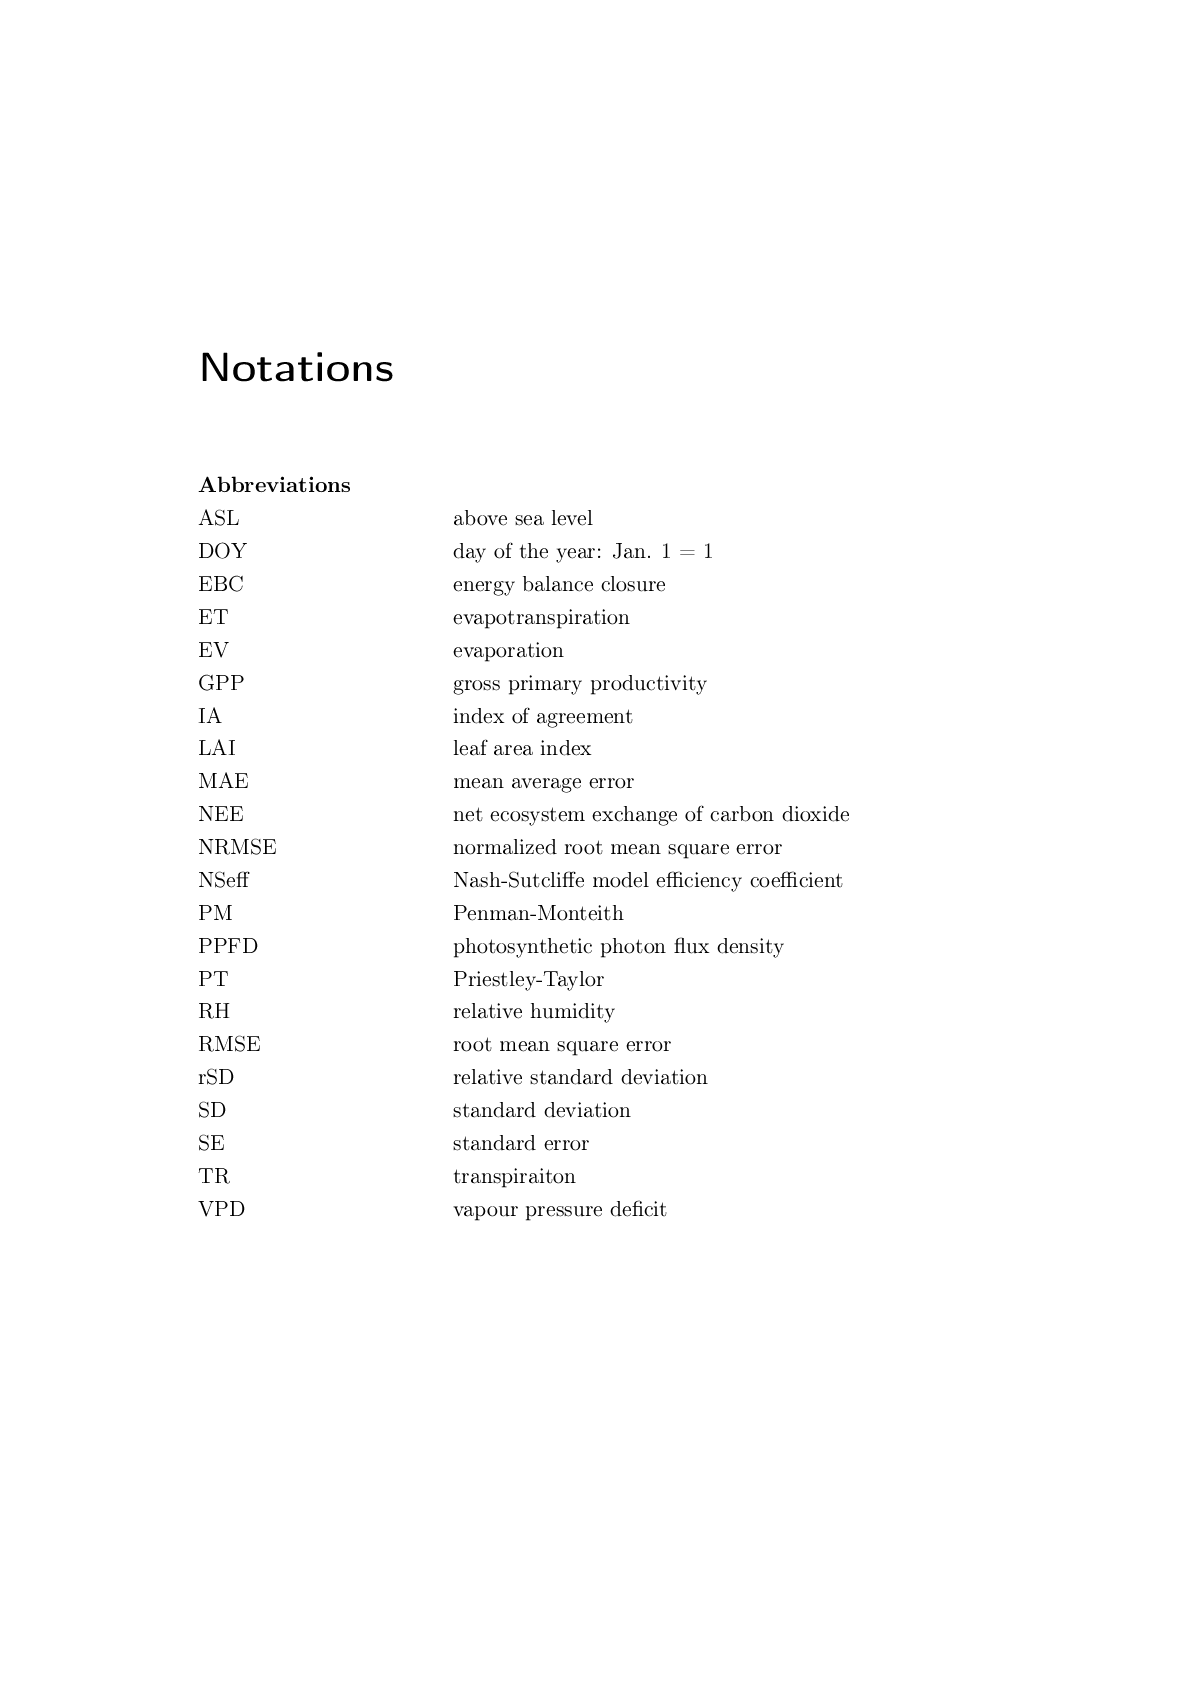 Notations
Abbreviations
ASL above sea level
DOY day of the year: Jan. 1 = 1
EBC energy balance closure
ET evapotranspiration
EV evaporation
GPP gross primary productivity
IA index of agreement
LAI leaf area index
MAE mean average error
NEE net ecosystem exchange of carbon dioxide
NRMSE normalized root mean square error
NSeff Nash-Sutcliffe model efficiency coefficient
PM Penman-Monteith
PPFD photosynthetic photon flux density
PT Priestley-Taylor
RH relative humidity
RMSE root mean square error
rSD relative standard deviation
SD standard deviation
SE standard error
TR transpiraiton
VPD vapour pressure deficit